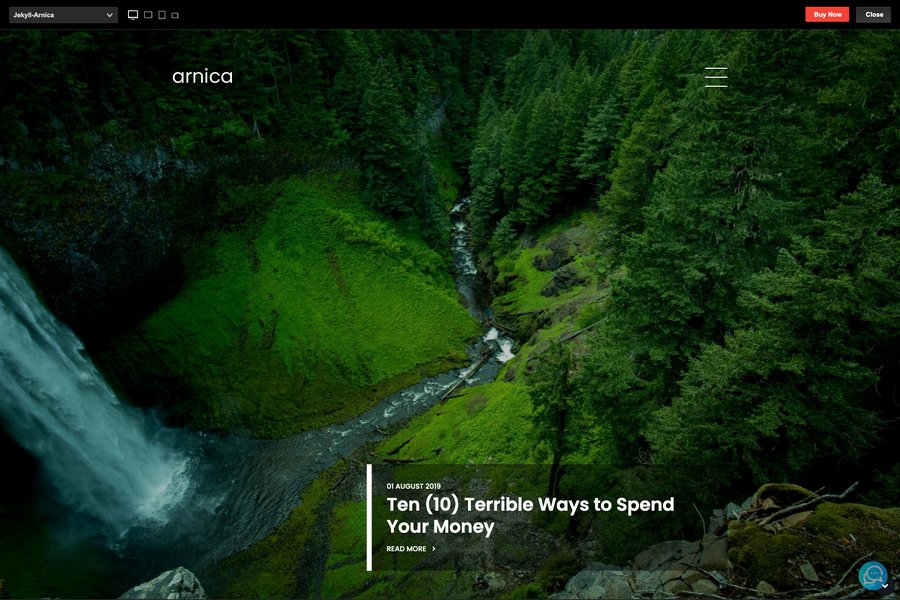 Jekyll-Arnica
Buy Now
Close
arnica
01 AUGUST 2019
Ten (10) Terrible Ways to Spend
Your Money
READ MORE